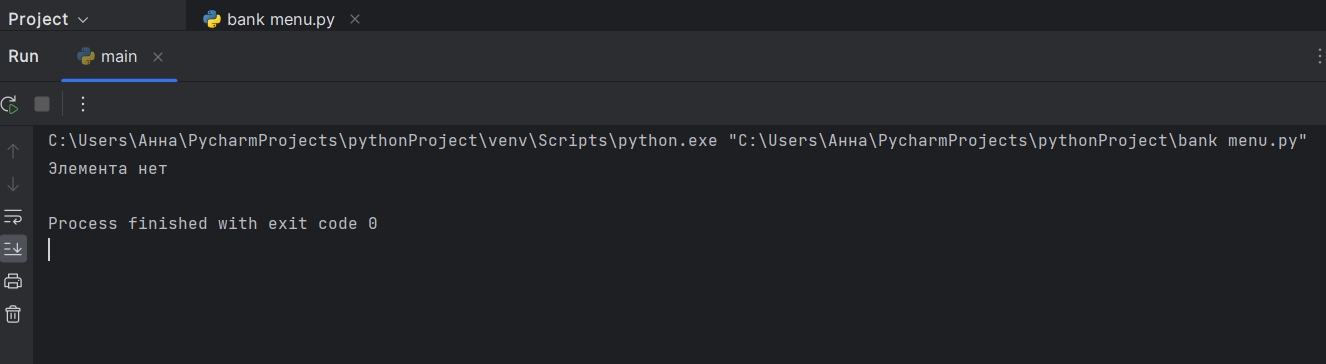 Project
bank menu.py
Run
main
C:\Users\Анна\PycharmProjects\pythonProject\venv\Scripts\python.exe "C:\Users\Анна\PycharmProjects\pythonProject\bank menu.py"
Элемента нет
Process finished with exit code 0